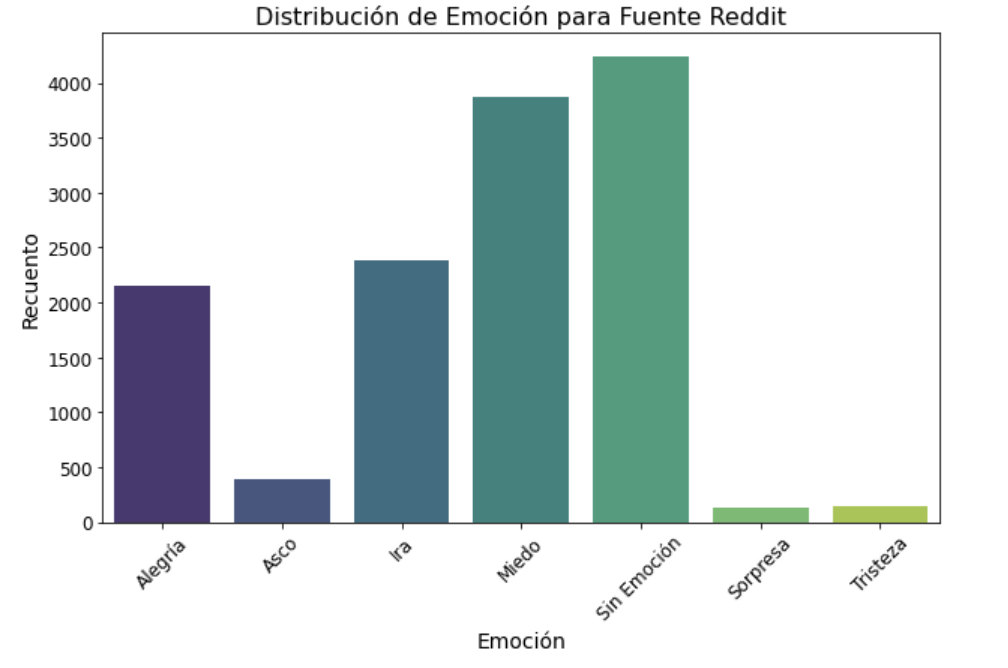 Distribución de Emoción para Fuente Reddit
Recuento
4000
3500
3000
2500
2000
1500
1000
500
0
Alegría
Asco
Ira
Miedo
Sin Emoción
Sorpresa
Tristeza
Emoción